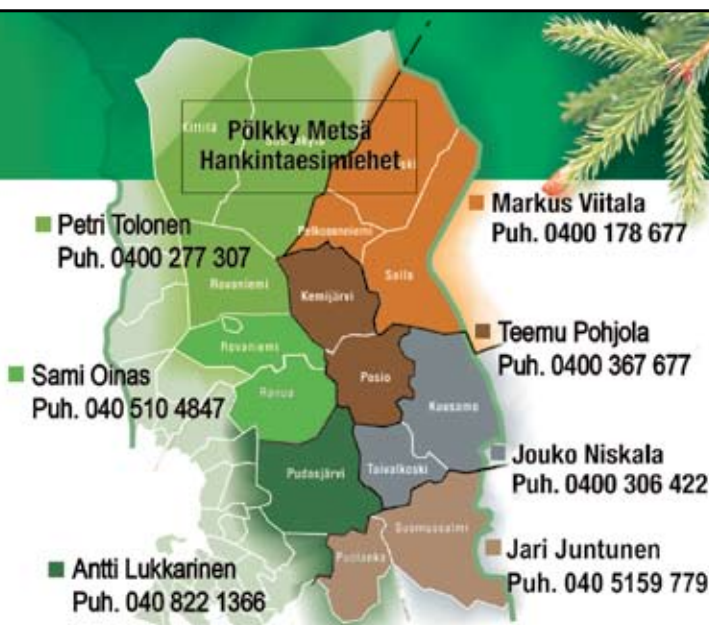 Pölkky Metsä
Hankintaesimiehet
Kittilä
Pelkosenniemi
Salla
Rovaniemi
Kemijärvi
Rovaniemi
Ranua
Posio
Kuusamo
Pudasjärvi
Taivalkoski
Suomussalmi
Puolanka
Petri Tolonen
Puh. 0400 277 307
Markus Viitala
Puh. 0400 178 677
Teemu Pohjola
Puh. 0400 367 677
Sami Oinas
Puh. 040 510 4847
Jouko Niskala
Puh. 0400 306 422
Antti Lukkarinen
Puh. 040 822 1366
Jari Juntunen
Puh. 040 5159 779